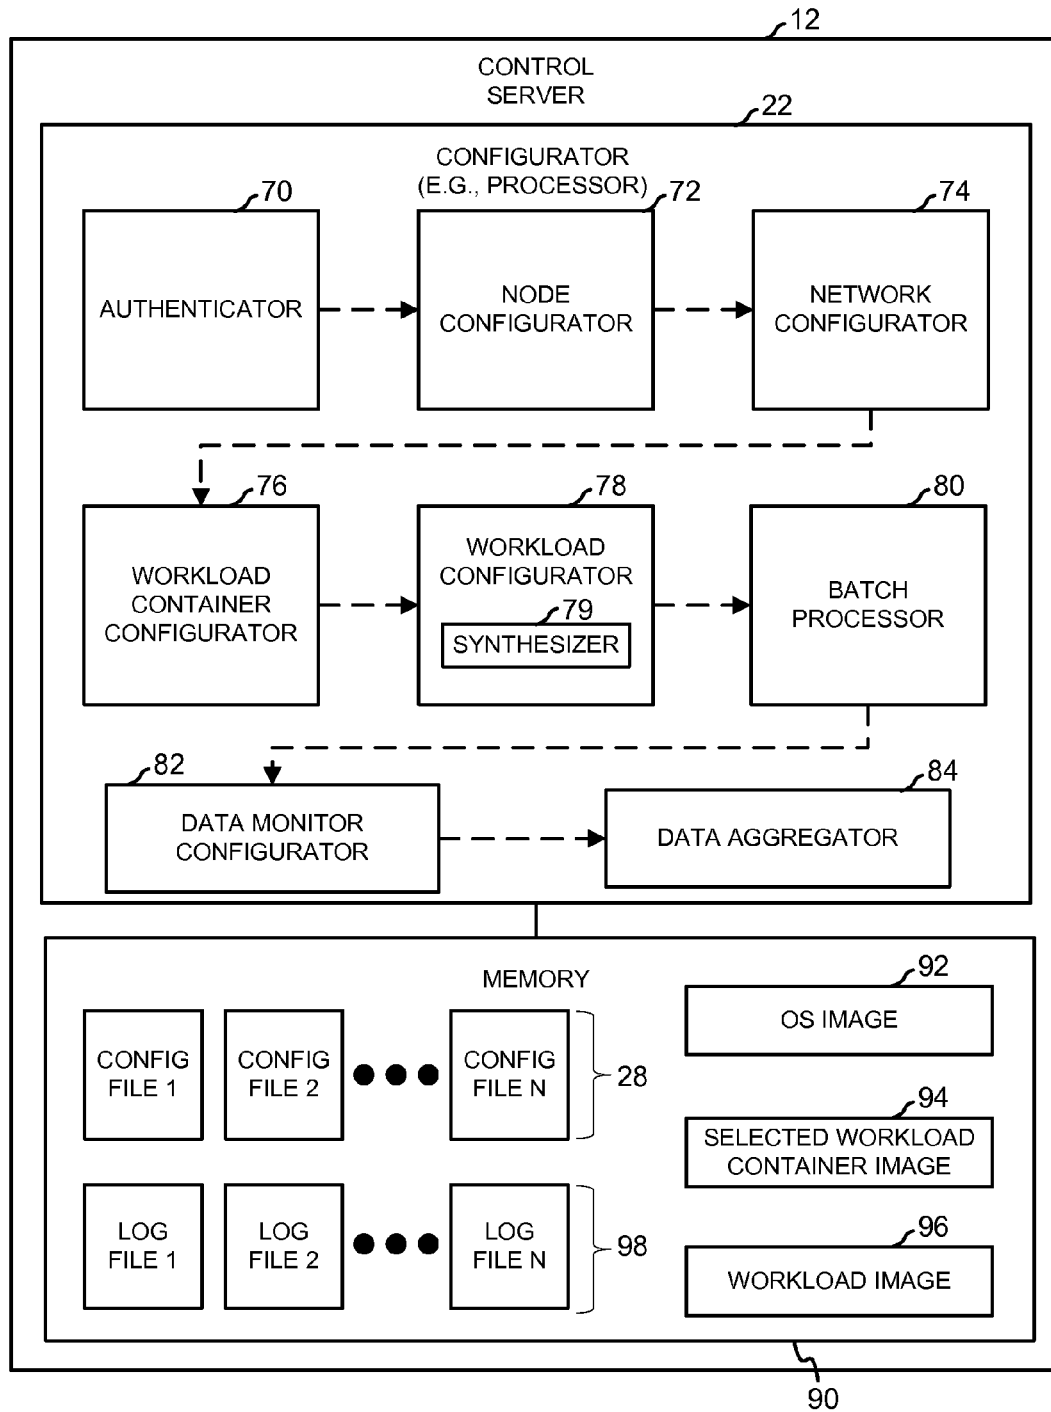 12
CONTROL
SERVER
22
CONFIGURATOR
(E.G., PROCESSOR)
70
72
74
AUTHENTICATOR
NODE
CONFIGURATOR
NETWORK
CONFIGURATOR
76
78
80
WORKLOAD
CONTAINER
CONFIGURATOR
WORKLOAD
CONFIGURATOR
79
SYNTHESIZER
BATCH
PROCESSOR
82
84
DATA MONITOR
CONFIGURATOR
DATA AGGREGATOR
MEMORY
92
OS IMAGE
CONFIG
FILE 1
CONFIG
FILE 2
CONFIG
FILE N
28
94
SELECTED WORKLOAD
CONTAINER IMAGE
LOG
FILE 1
LOG
FILE 2
LOG
FILE N
98
96
WORKLOAD IMAGE
90